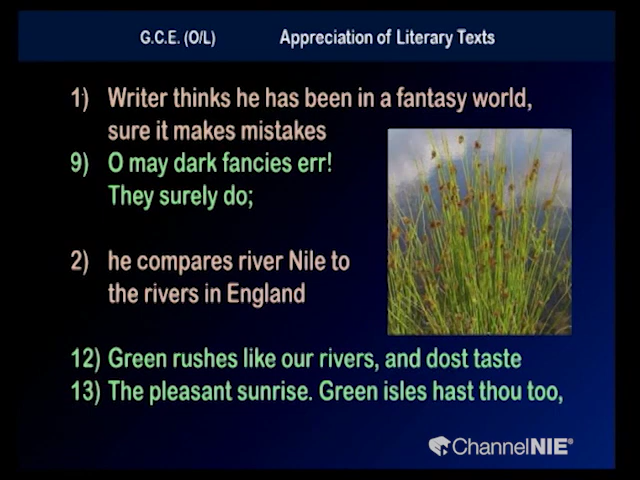 G.C.E. (O/L) Appreciation of Literary Texts
1) Writer thinks he has been in a fantasy world,
sure it makes mistakes
9) O may dark fancies err!
They surely do;
2) he compares river Nile to
the rivers in England
12) Green rushes like our rivers, and dost taste
13) The pleasant sunrise. Green isles hast thou too,
ChannelNIE®